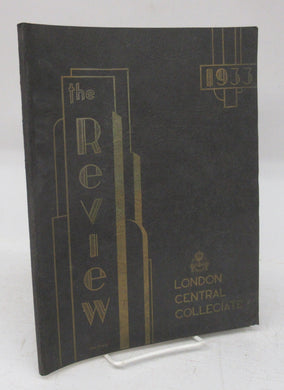 the
1933
Review
LONDON
CENTRAL
COLLEGIATE